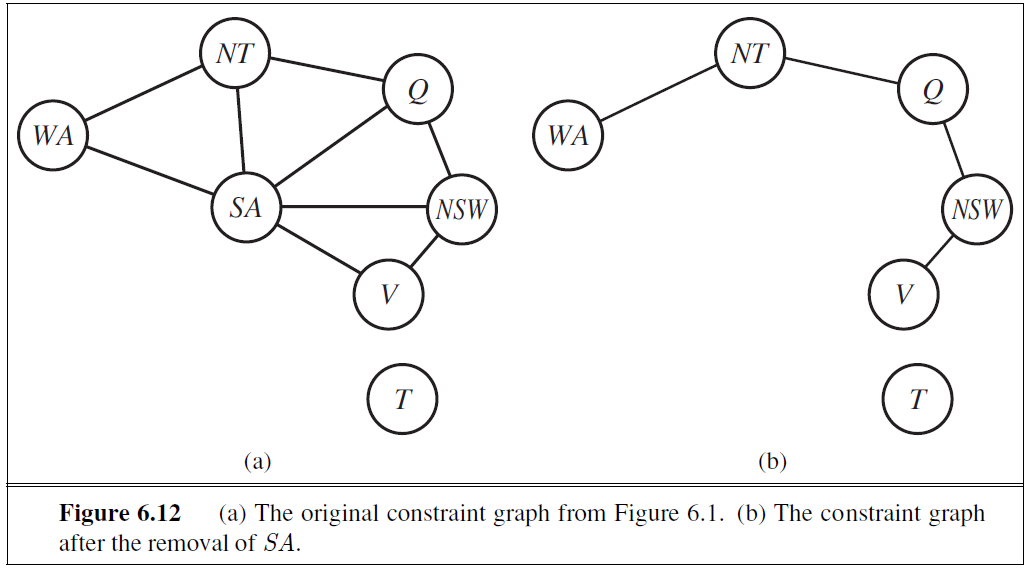 NT
Q
WA
SA
NSW
V
T
(a)
NT
Q
WA
NSW
V
T
(b)
Figure 6.12 (a) The original constraint graph from Figure 6.1. (b) The constraint graph
after the removal of SA.